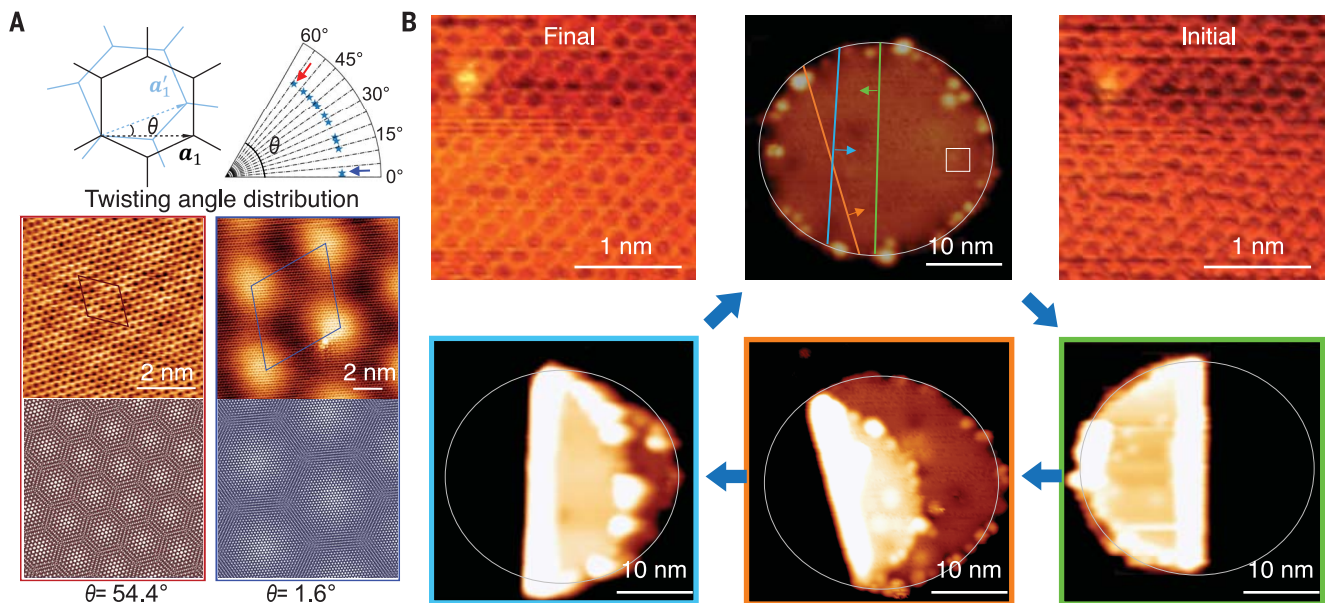 A
a′₁
θ
a₁
60°
45°
30°
15°
0°
θ
Twisting angle distribution
2 nm
2 nm
θ= 54.4°
θ= 1.6°
B
Final
1 nm
10 nm
Initial
1 nm
10 nm
10 nm
10 nm